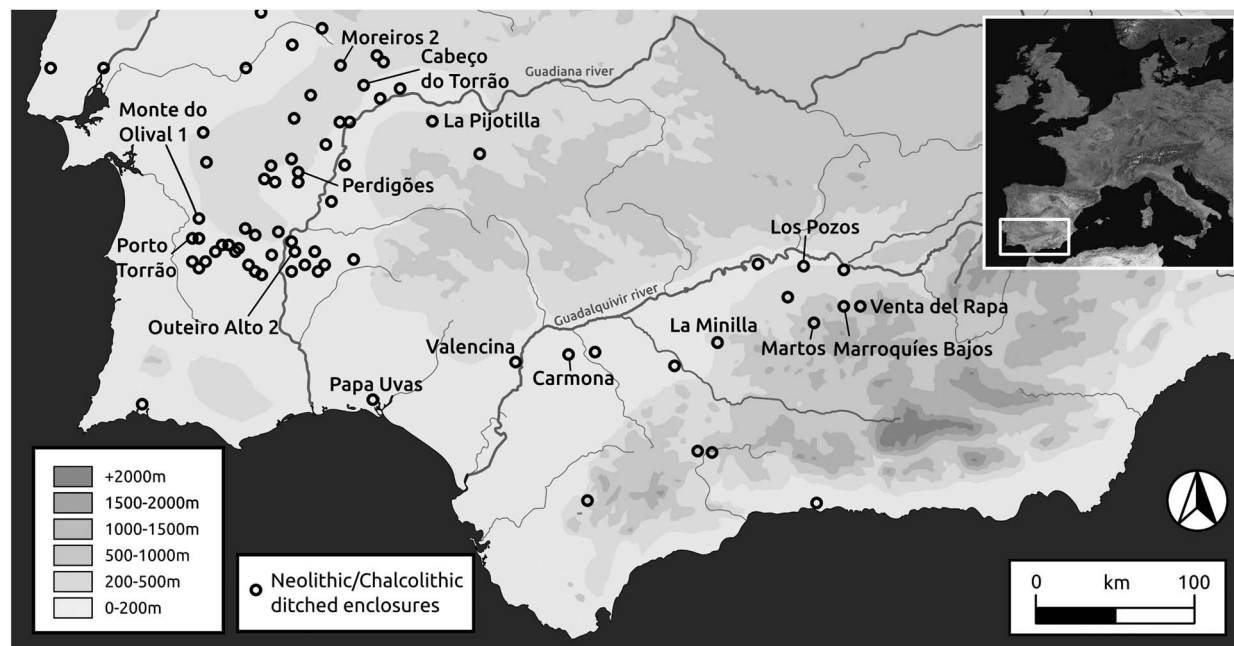 Moreiros 2
Cabeço
do Torrão
Guadiana river
Monte do
Olival 1
La Pijotilla
Perdigões
Porto
Torrão
Los Pozos
Outeiro Alto 2
Guadalquivir river
Venta del Rapa
La Minilla
Valencina
Martos
Marroquíes Bajos
Carmona
Papa Uvas
+2000m
1500-2000m
1000-1500m
500-1000m
200-500m
0-200m
Neolithic/Chalcolithic
ditched enclosures
0 km 100